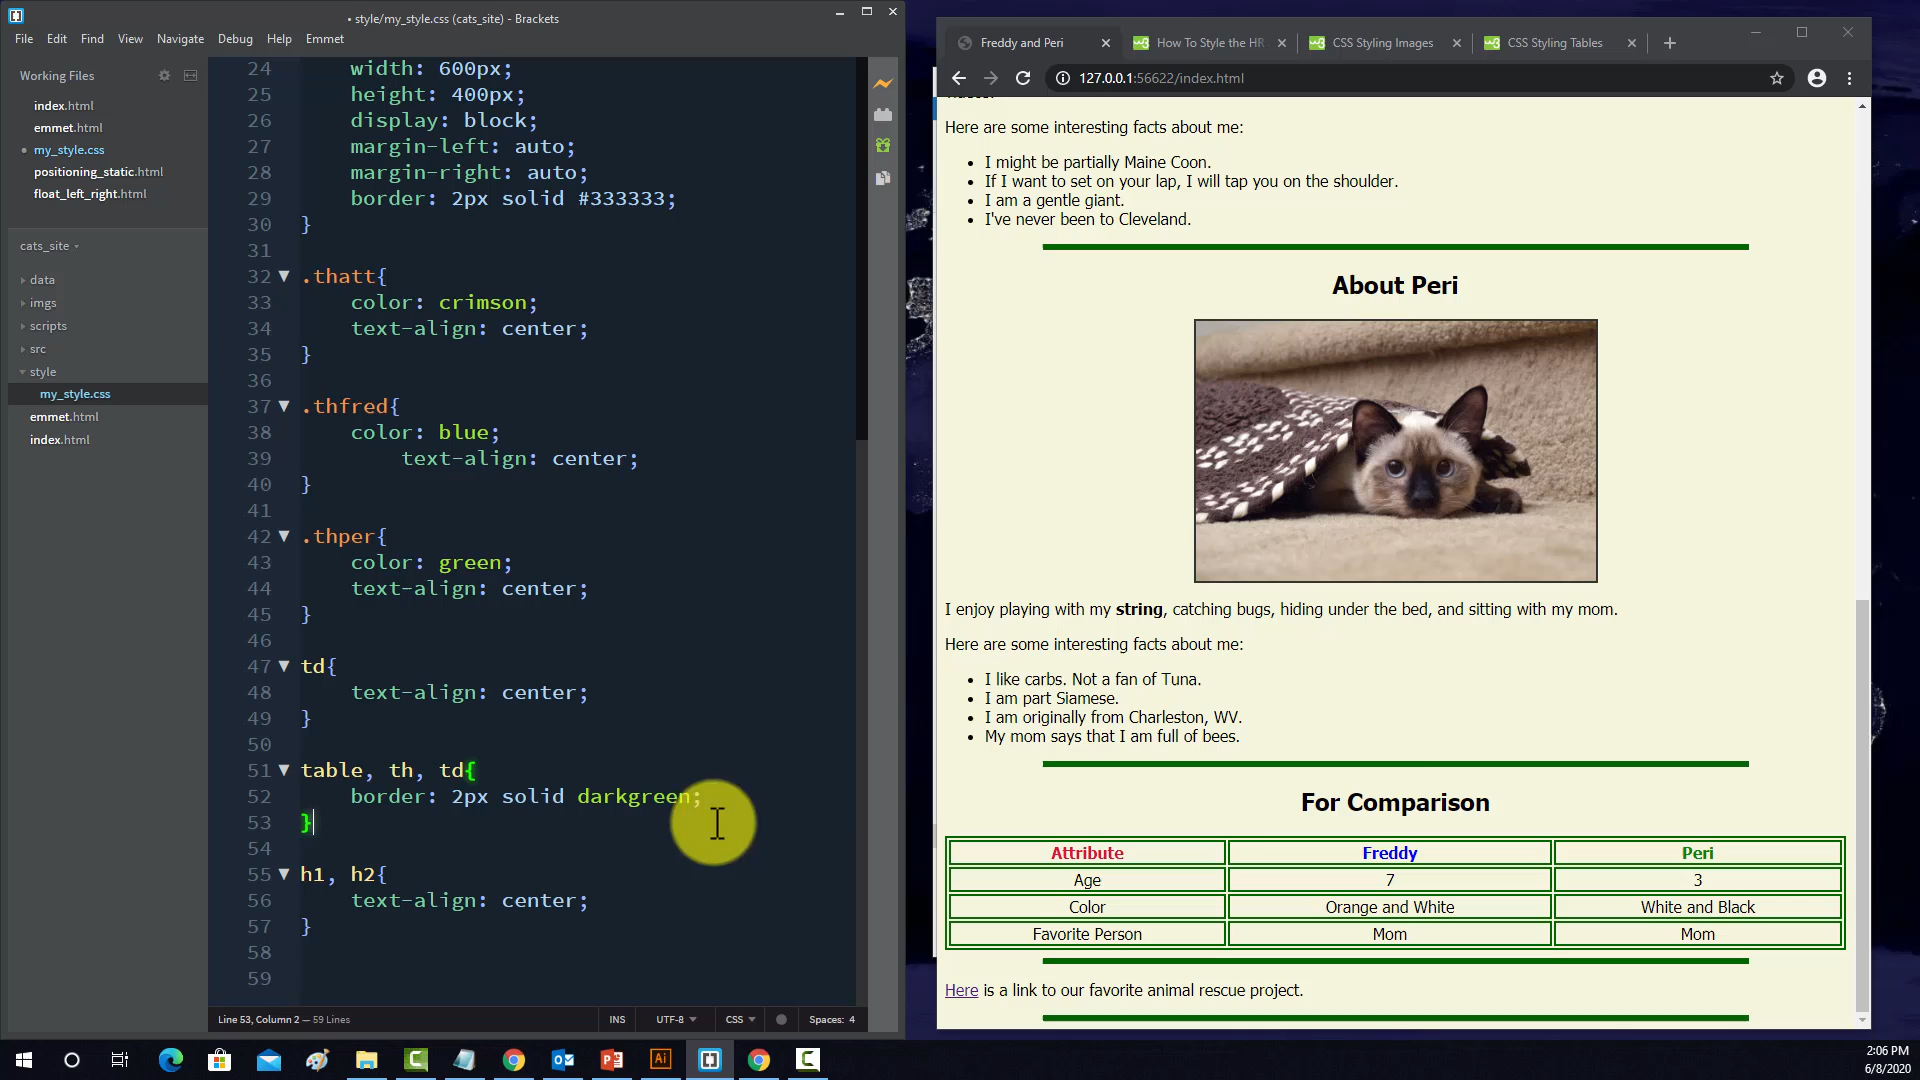 • style/my_style.css (cats_site) - Brackets
File Edit Find View Navigate Debug Help Emmet
Working Files
index.html
emmet.html
• my_style.css
positioning_static.html
float_left_right.html
cats_site
data
imgs
scripts
src
style
my_style.css
emmet.html
index.html
24 width: 600px;
25 height: 400px;
26 display: block;
27 margin-left: auto;
28 margin-right: auto;
29 border: 2px solid #333333;
30 }
31
32 .thatt{
33 color: crimson;
34 text-align: center;
35 }
36
37 .thfred{
38 color: blue;
39 text-align: center;
40 }
41
42 .thper{
43 color: green;
44 text-align: center;
45 }
46
47 td{
48 text-align: center;
49 }
50
51 table, th, td{
52 border: 2px solid darkgreen;
53 }
54
55 h1, h2{
56 text-align: center;
57 }
58
59
Line 53, Column 2 — 59 Lines
INS UTF-8 CSS Spaces: 4
Freddy and Peri
How To Style the HR
CSS Styling Images
CSS Styling Tables
127.0.0.1:56622/index.html
Here are some interesting facts about me:
• I might be partially Maine Coon.
• If I want to set on your lap, I will tap you on the shoulder.
• I am a gentle giant.
• I've never been to Cleveland.
About Peri
I enjoy playing with my string, catching bugs, hiding under the bed, and sitting with my mom.
Here are some interesting facts about me:
• I like carbs. Not a fan of Tuna.
• I am part Siamese.
• I am originally from Charleston, WV.
• My mom says that I am full of bees.
For Comparison
Attribute Freddy Peri
Age 7 3
Color Orange and White White and Black
Favorite Person Mom Mom
Here is a link to our favorite animal rescue project.
2:06 PM
6/8/2020